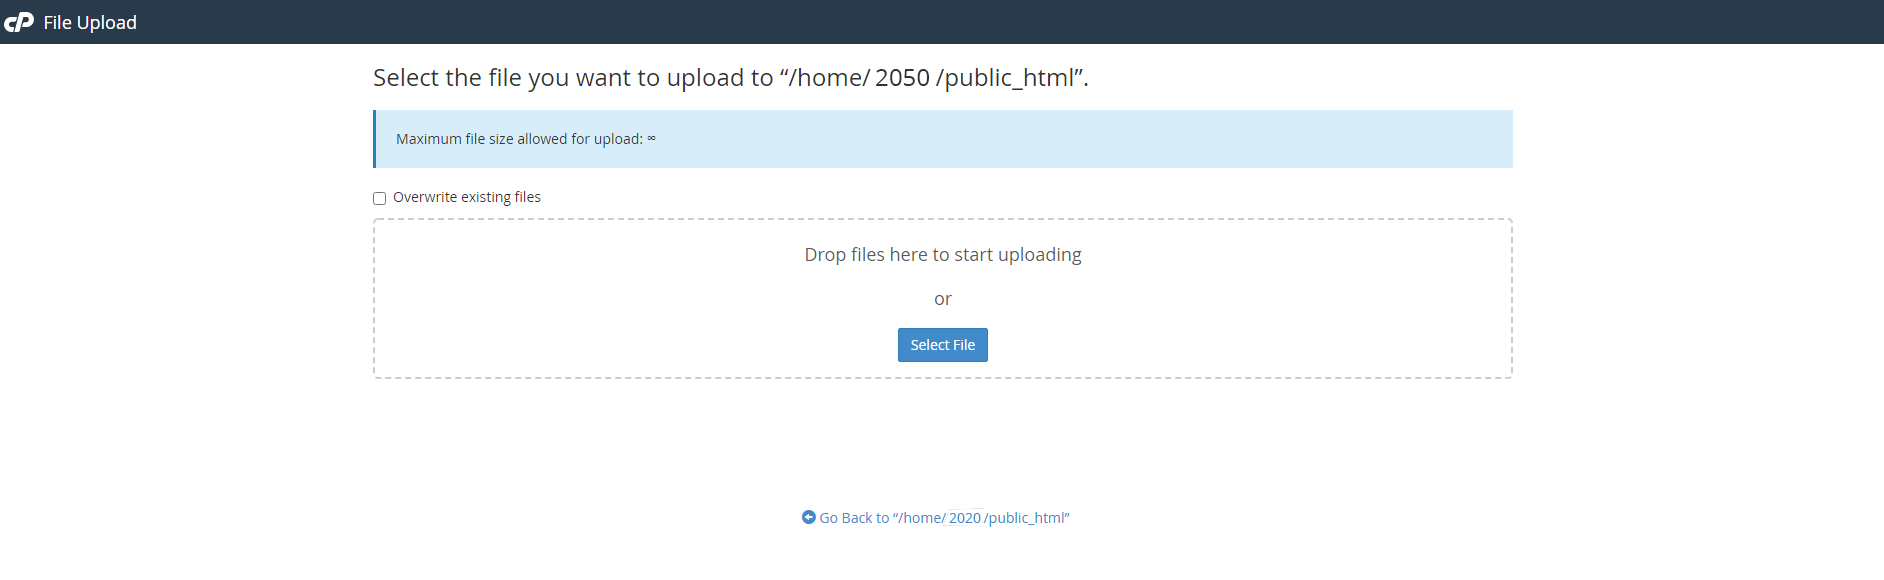 cP File Upload
Select the file you want to upload to “/home/ 2050 /public_html”.
Maximum file size allowed for upload: ∞
Overwrite existing files
Drop files here to start uploading
or
Select File
Go Back to “/home/ 2020 /public_html”